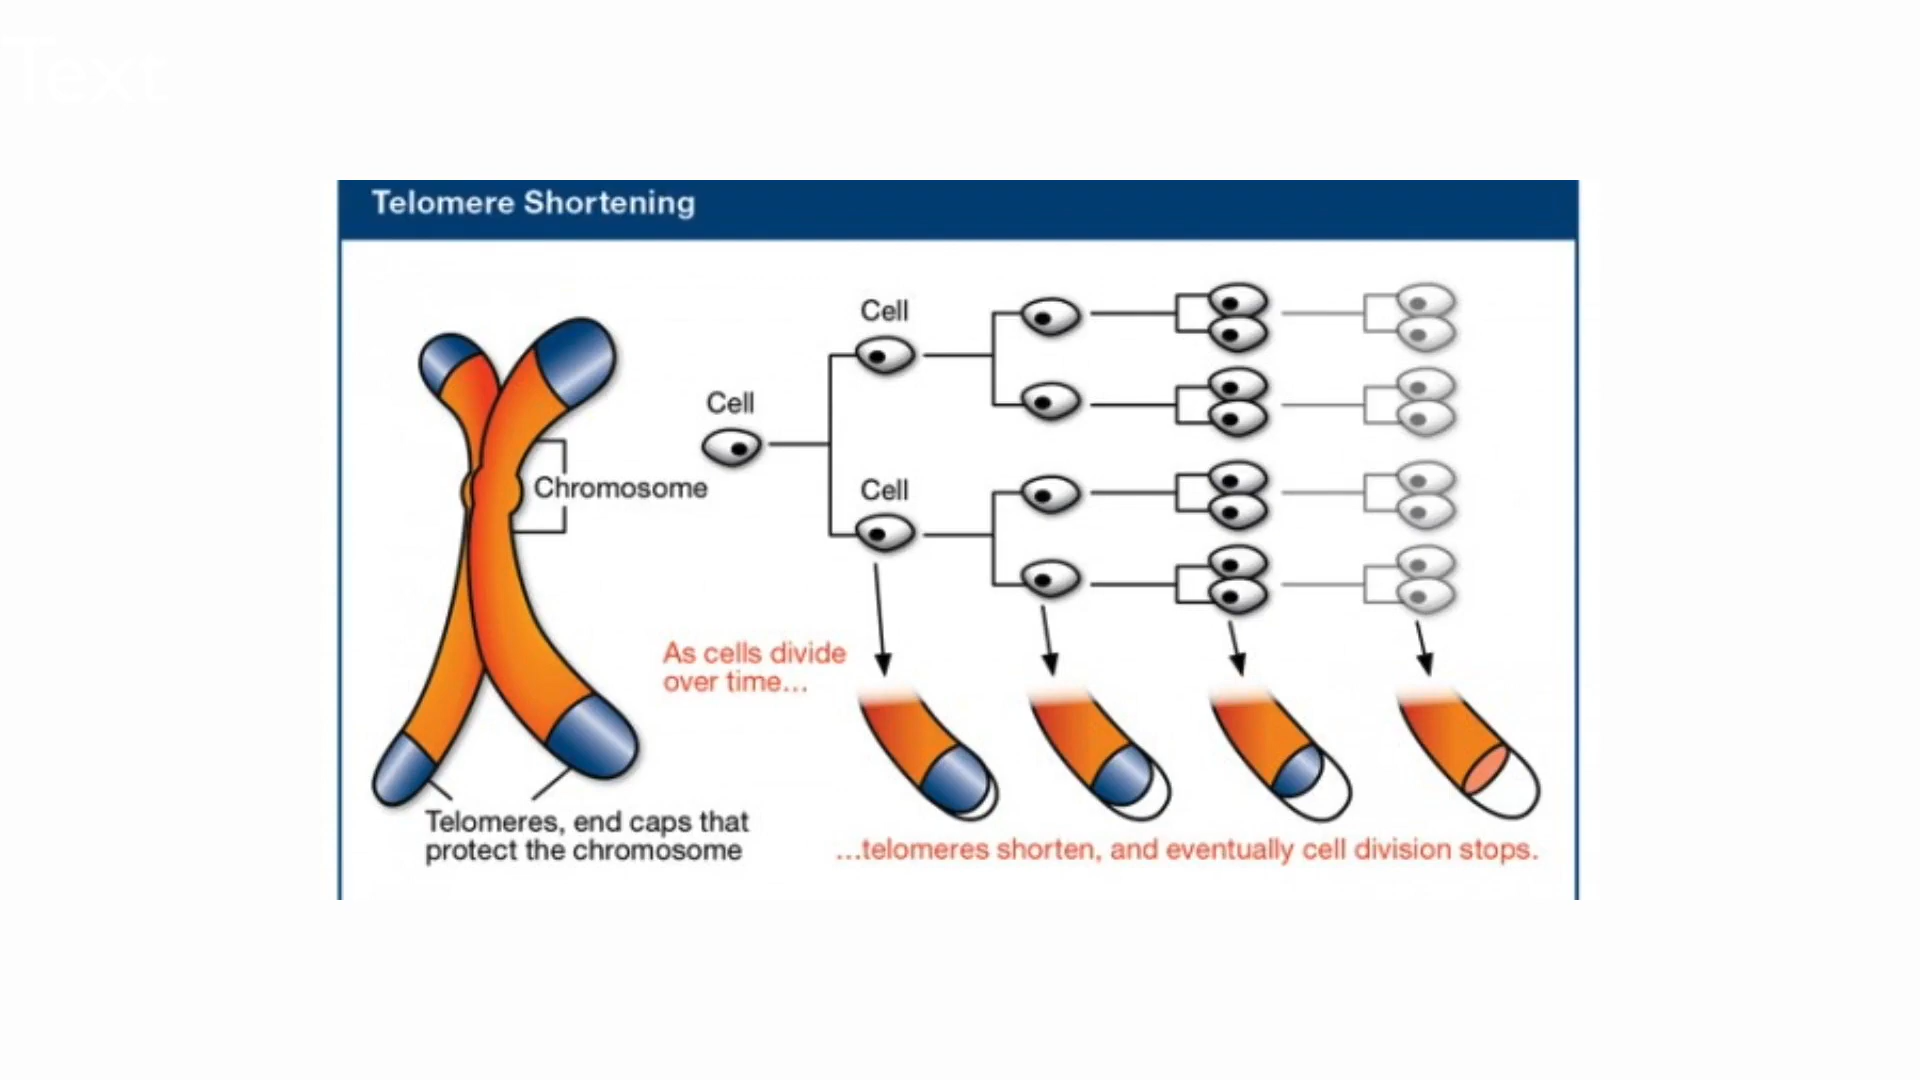 Text
Telomere Shortening
Cell
Cell
Chromosome
Cell
As cells divide
over time...
Telomeres, end caps that
protect the chromosome
...telomeres shorten, and eventually cell division stops.